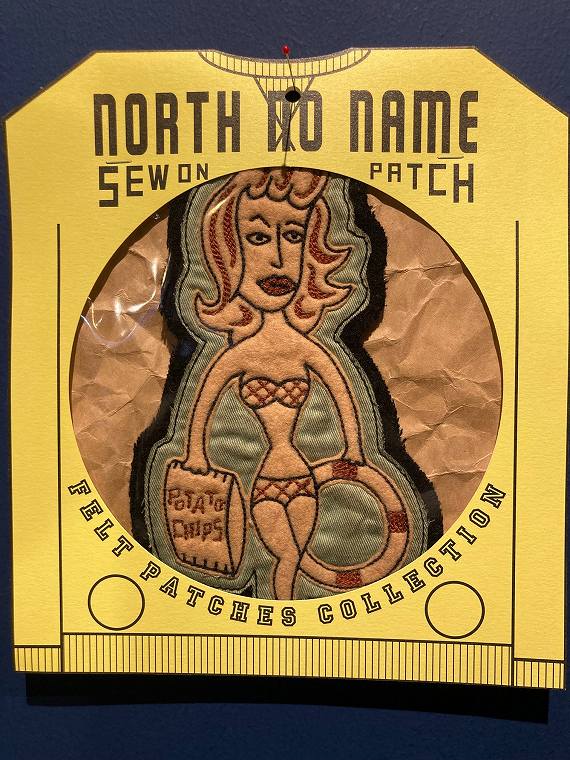 NORTH NO NAME
SEW ON PATCH
POTATO
CHIPS
FELT PATCHES COLLECTION